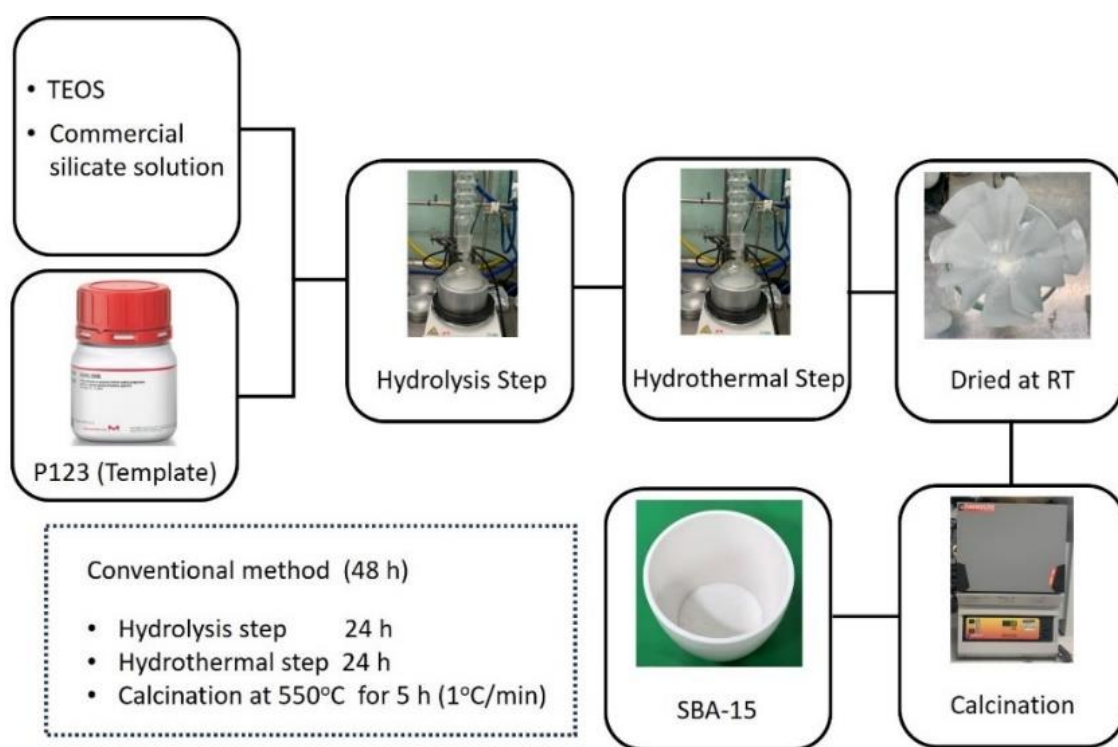 • TEOS
• Commercial
silicate solution
P123 (Template)
Hydrolysis Step
Hydrothermal Step
Dried at RT
Calcination
SBA-15
Conventional method (48 h)
• Hydrolysis step 24 h
• Hydrothermal step 24 h
• Calcination at 550°C for 5 h (1°C/min)